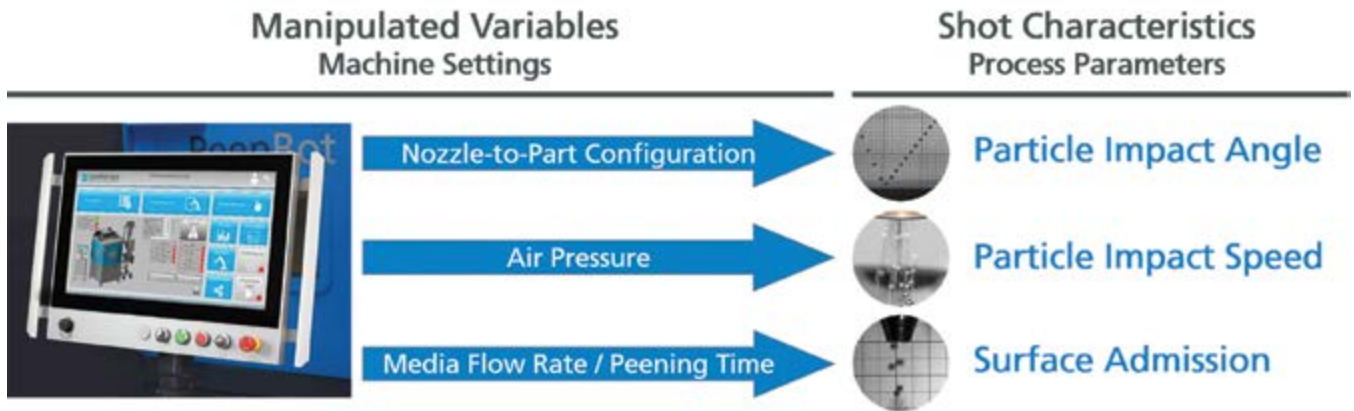 Manipulated Variables
Machine Settings
Shot Characteristics
Process Parameters
PeenBot
Nozzle-to-Part Configuration
Particle Impact Angle
Air Pressure
Particle Impact Speed
Media Flow Rate / Peening Time
Surface Admission